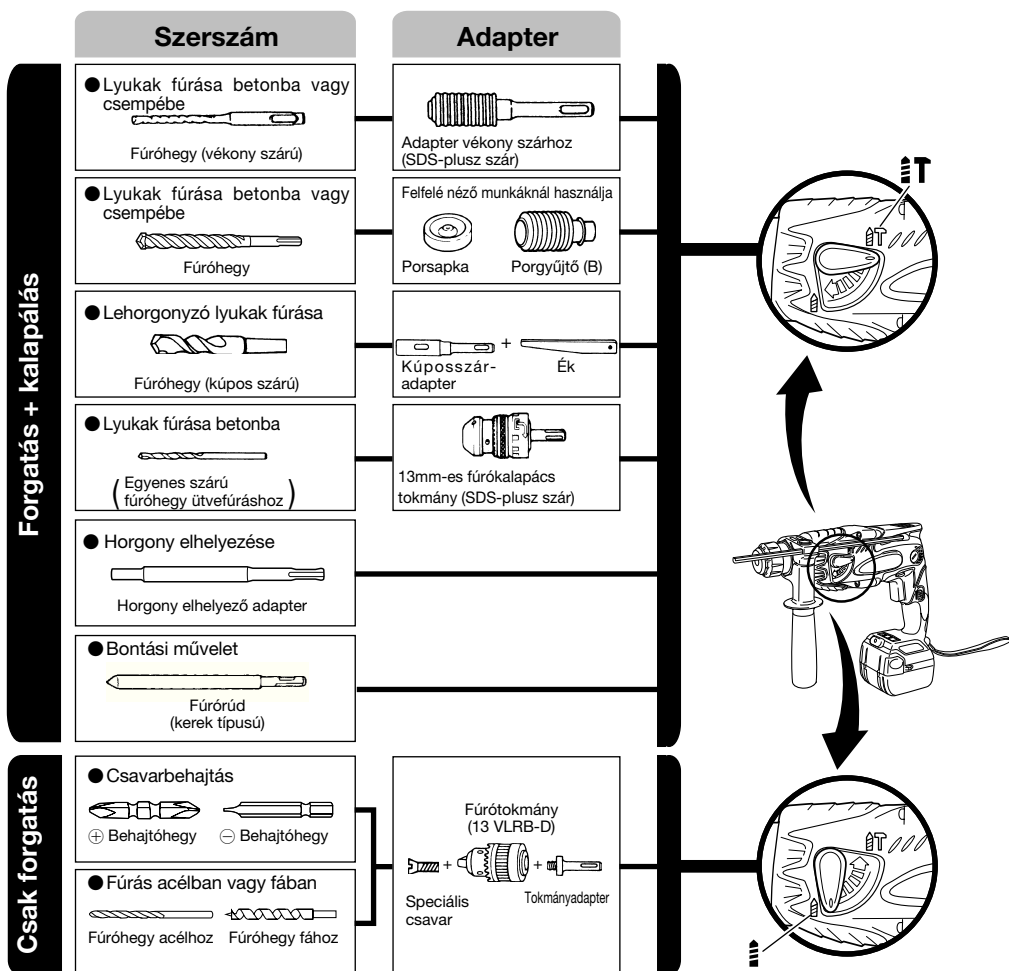 Szerszám
Adapter
Forgatás + kalapálás
● Lyukak fúrása betonba vagy
csempébe
Fúróhegy (vékony szárú)
Adapter vékony szárhoz
(SDS-plusz szár)
● Lyukak fúrása betonba vagy
csempébe
Fúróhegy
Felfelé néző munkáknál használja
Porsapka
Porgyűjtő (B)
● Lehorgonyzó lyukak fúrása
Fúróhegy (kúpos szárú)
+
Kúposszár-
adapter
Ék
● Lyukak fúrása betonba
( Egyenes szárú
fúróhegy ütvefúráshoz )
13mm-es fúrókalapács
tokmány (SDS-plusz szár)
● Horgony elhelyezése
Horgony elhelyező adapter
● Bontási művelet
Fúrórúd
(kerek típusú)
Csak forgatás
● Csavarbehajtás
⊕ Behajtóhegy
⊖ Behajtóhegy
● Fúrás acélban vagy fában
Fúróhegy acélhoz
Fúróhegy fához
Fúrótokmány
(13 VLRB-D)
+ +
Speciális
csavar
Tokmányadapter